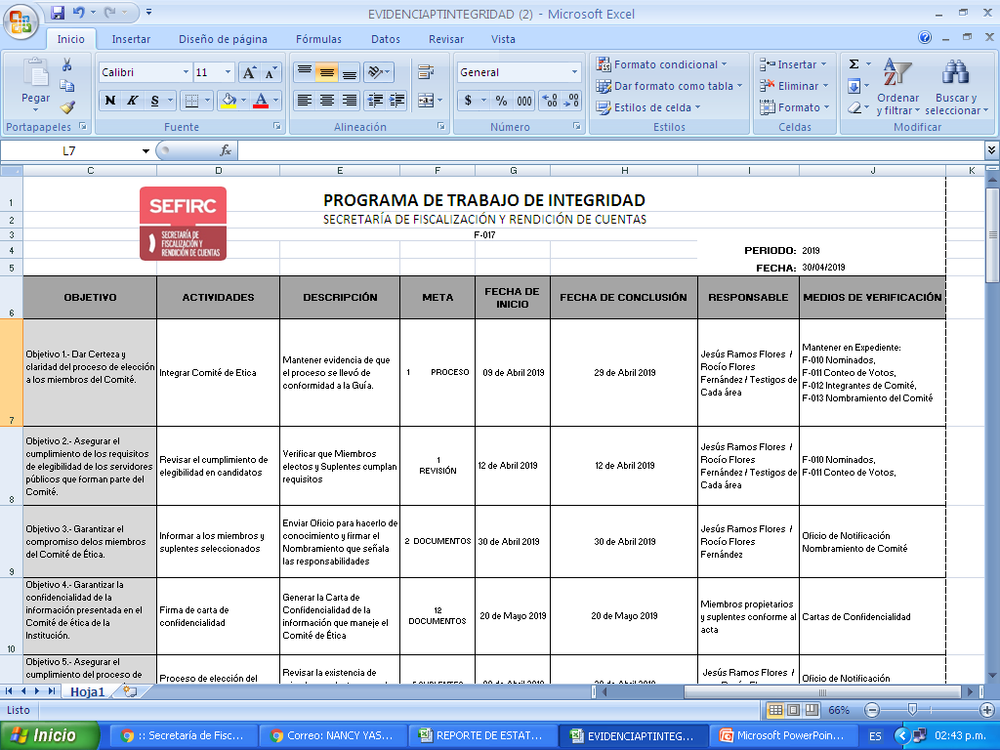 EVIDENCIAPTINTEGRIDAD (2) - Microsoft Excel
Inicio Insertar Diseño de página Fórmulas Datos Revisar Vista
Pegar
Portapapeles
Calibri 11
N K S
Fuente
Alineación
General
$ % 000
Número
Formato condicional
Dar formato como tabla
Estilos de celda
Estilos
Insertar
Eliminar
Formato
Celdas
Σ
Ordenar y filtrar
Buscar y seleccionar
Modificar
L7 fx
C D E F G H I J K
1
2
3
4
5
6
7
8
9
10
SEFIRC
SECRETARÍA DE
FISCALIZACIÓN Y
RENDICIÓN DE CUENTAS
PROGRAMA DE TRABAJO DE INTEGRIDAD
SECRETARÍA DE FISCALIZACIÓN Y RENDICIÓN DE CUENTAS
F-017
PERIODO: 2019
FECHA: 30/04/2019
OBJETIVO
ACTIVIDADES
DESCRIPCIÓN
META
FECHA DE
INICIO
FECHA DE CONCLUSIÓN
RESPONSABLE
MEDIOS DE VERIFICACIÓN
Objetivo 1.- Dar Certeza y
claridad del proceso de elección
a los miembros del Comité.
Integrar Comité de Etica
Mantener evidencia de que
el proceso se llevó de
conformidad a la Guía.
1 PROCESO
09 de Abril 2019
29 de Abril 2019
Jesús Ramos Flores /
Rocío Flores
Fernández / Testigos de
Cada área
Mantener en Expediente:
F-010 Nominados,
F-011 Conteo de Votos,
F-012 Integrantes de Comité,
F-013 Nombramiento del Comité
Objetivo 2.- Asegurar el
cumplimiento de los requisitos
de elegibilidad de los servidores
públicos que forman parte del
Comité.
Revisar el cumplimiento de
elegibilidad en candidatos
Verificar que Miembros
electos y Suplentes cumplan
requisitos
1
REVISIÓN
12 de Abril 2019
12 de Abril 2019
Jesús Ramos Flores /
Rocío Flores
Fernández / Testigos de
Cada área
F-010 Nominados,
F-011 Conteo de Votos,
Objetivo 3.- Garantizar el
compromiso delos miembros
del Comité de Ética.
Informar a los miembros y
suplentes seleccionados
Enviar Oficio para hacerlo de
conocimiento y firmar el
Nombramiento que señala
las responsabilidades
2 DOCUMENTOS
30 de Abril 2019
30 de Abril 2019
Jesús Ramos Flores /
Rocío Flores
Fernández
Oficio de Notificación
Nombramiento de Comité
Objetivo 4.- Garantizar la
confidencialidad de la
información presentada en el
Comité de ética de la
Institución.
Firma de carta de
confidencialidad
Generar la Carta de
Confidencialidad de la
información que maneje el
Comité de Ética
12
DOCUMENTOS
20 de Mayo 2019
20 de Mayo 2019
Miembros propietarios
y suplentes conforme al
acta
Cartas de Confidencialidad
Objetivo 5.- Asegurar el
cumplimiento del proceso de
Proceso de elección del
Revisar la existencia de
Jesús Ramos Flores /
Oficio de Notificación
Hoja1
Listo
66%
Inicio
:: Secretaría de Fisc...
Correo: NANCY YAS...
REPORTE DE ESTAT...
EVIDENCIAPTINTEG...
Microsoft PowerPoin...
ES
02:43 p.m.